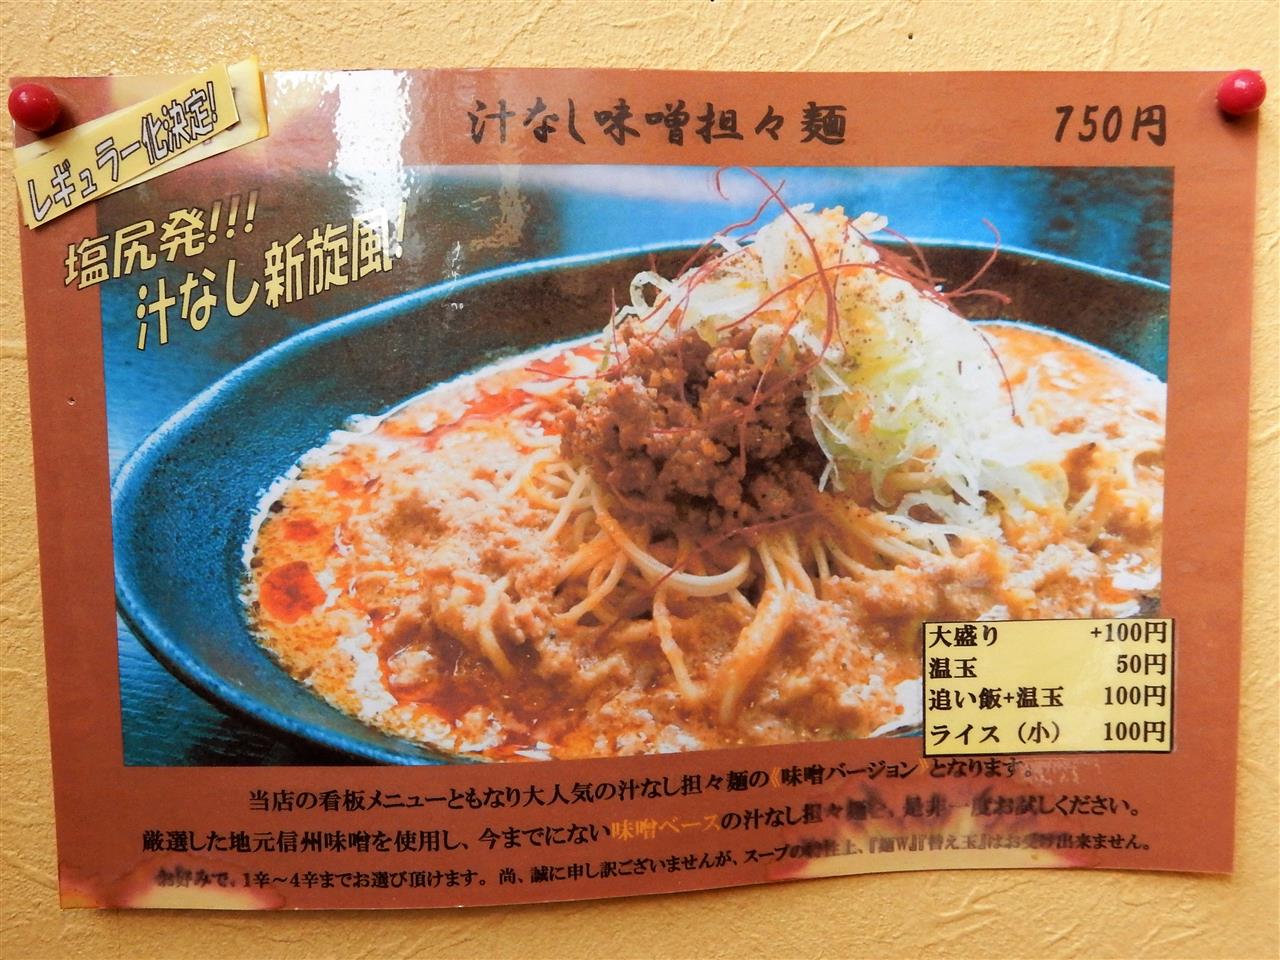 レギュラー化決定!
汁なし味噌担々麺 750円
塩尻発!!!
汁なし新旋風!
大盛り +100円
温玉 50円
追い飯+温玉 100円
ライス（小） 100円
当店の看板メニューともなり大人気の汁なし担々麺の《味噌バージョン》となります。
厳選した地元信州味噌を使用し、今までにない味噌ベースの汁なし担々麺を、是非一度お試しください。
お好みで、1辛～4辛までお選び頂けます。尚、誠に申し訳ございませんが、スープの特性上、『麺W』『替え玉』はお受け出来ません。